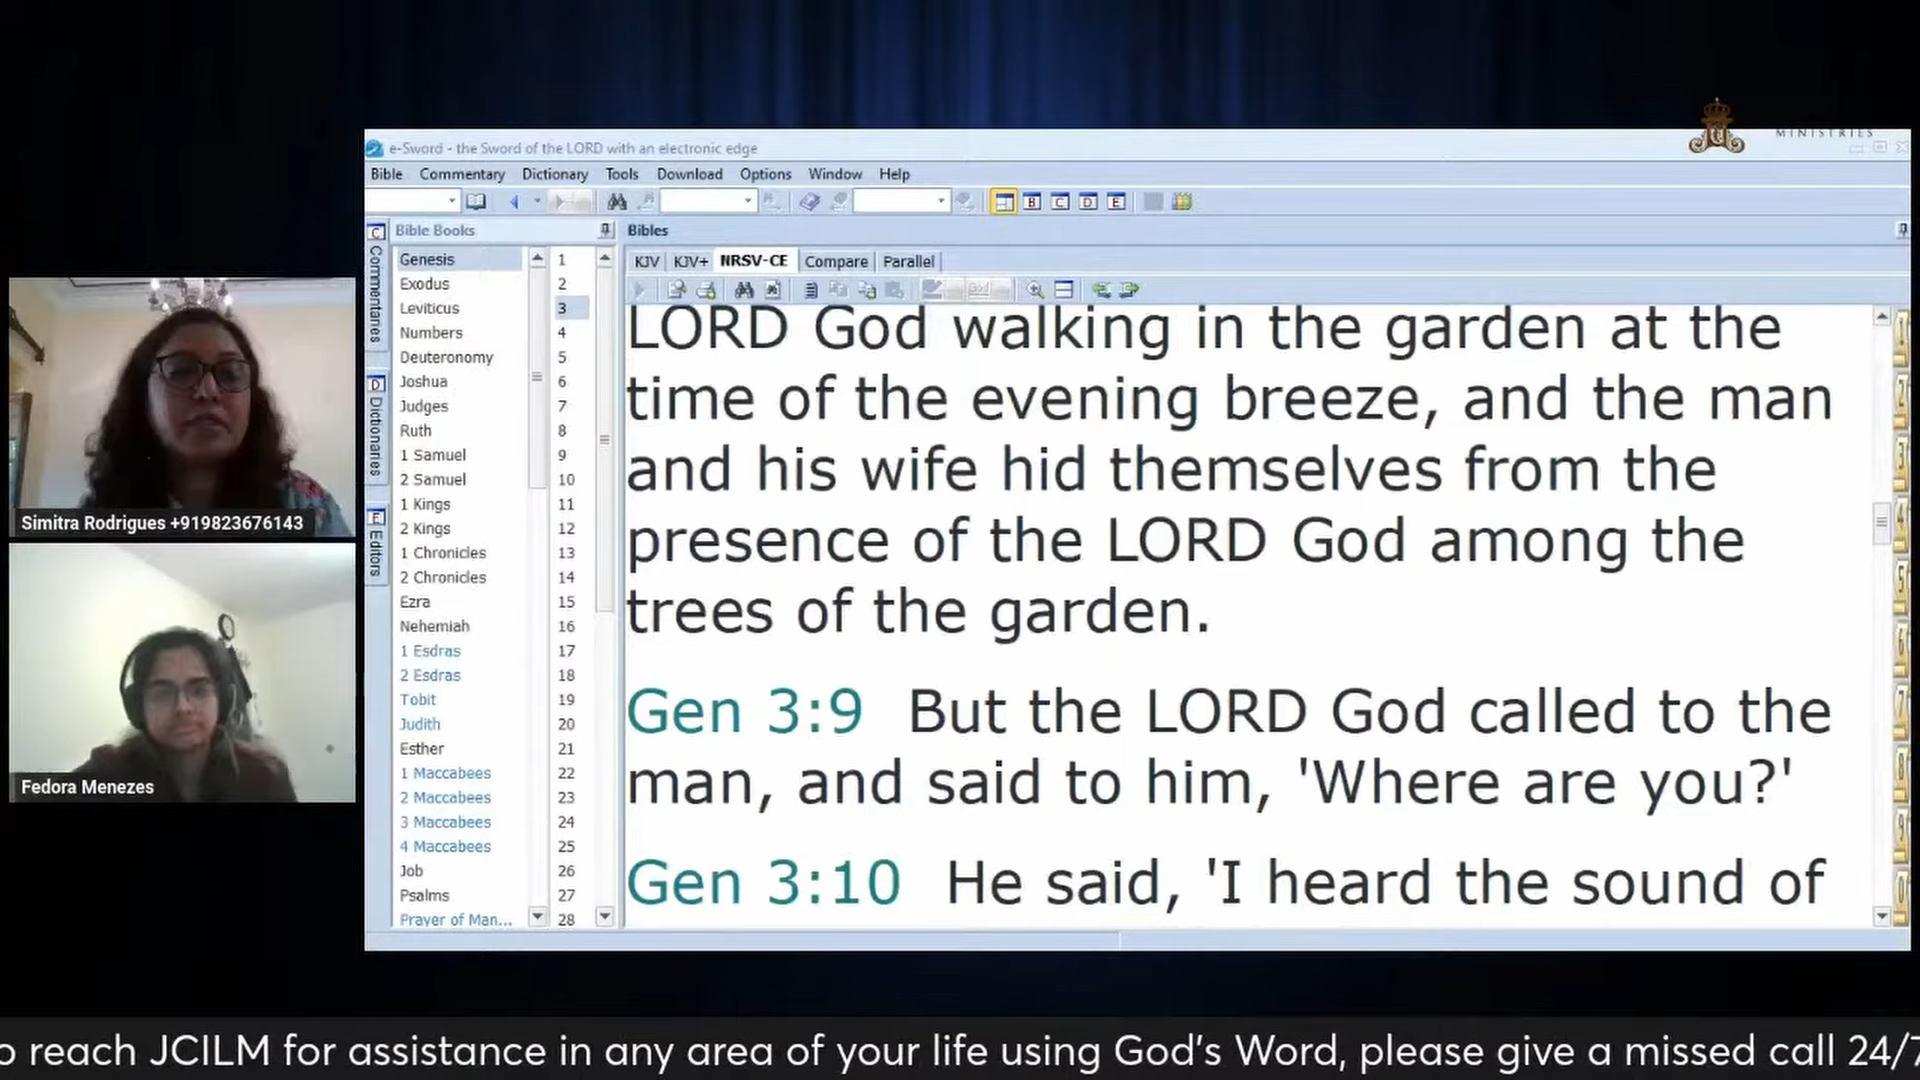 MINISTRIES
e-Sword - the Sword of the LORD with an electronic edge
Bible Commentary Dictionary Tools Download Options Window Help
B C D E
Bible Books
Bibles
KJV KJV+ NRSV-CE Compare Parallel
C Commentaries
D Dictionaries
E Editors
Genesis 1
Exodus 2
Leviticus 3
Numbers 4
Deuteronomy 5
Joshua 6
Judges 7
Ruth 8
1 Samuel 9
2 Samuel 10
1 Kings 11
2 Kings 12
1 Chronicles 13
2 Chronicles 14
Ezra 15
Nehemiah 16
1 Esdras 17
2 Esdras 18
Tobit 19
Judith 20
Esther 21
1 Maccabees 22
2 Maccabees 23
3 Maccabees 24
4 Maccabees 25
Job 26
Psalms 27
Prayer of Man... 28
LORD God walking in the garden at the
time of the evening breeze, and the man
and his wife hid themselves from the
presence of the LORD God among the
trees of the garden.
Gen 3:9 But the LORD God called to the
man, and said to him, 'Where are you?'
Gen 3:10 He said, 'I heard the sound of
Simitra Rodrigues +919823676143
Fedora Menezes
o reach JCILM for assistance in any area of your life using God's Word, please give a missed call 24/7